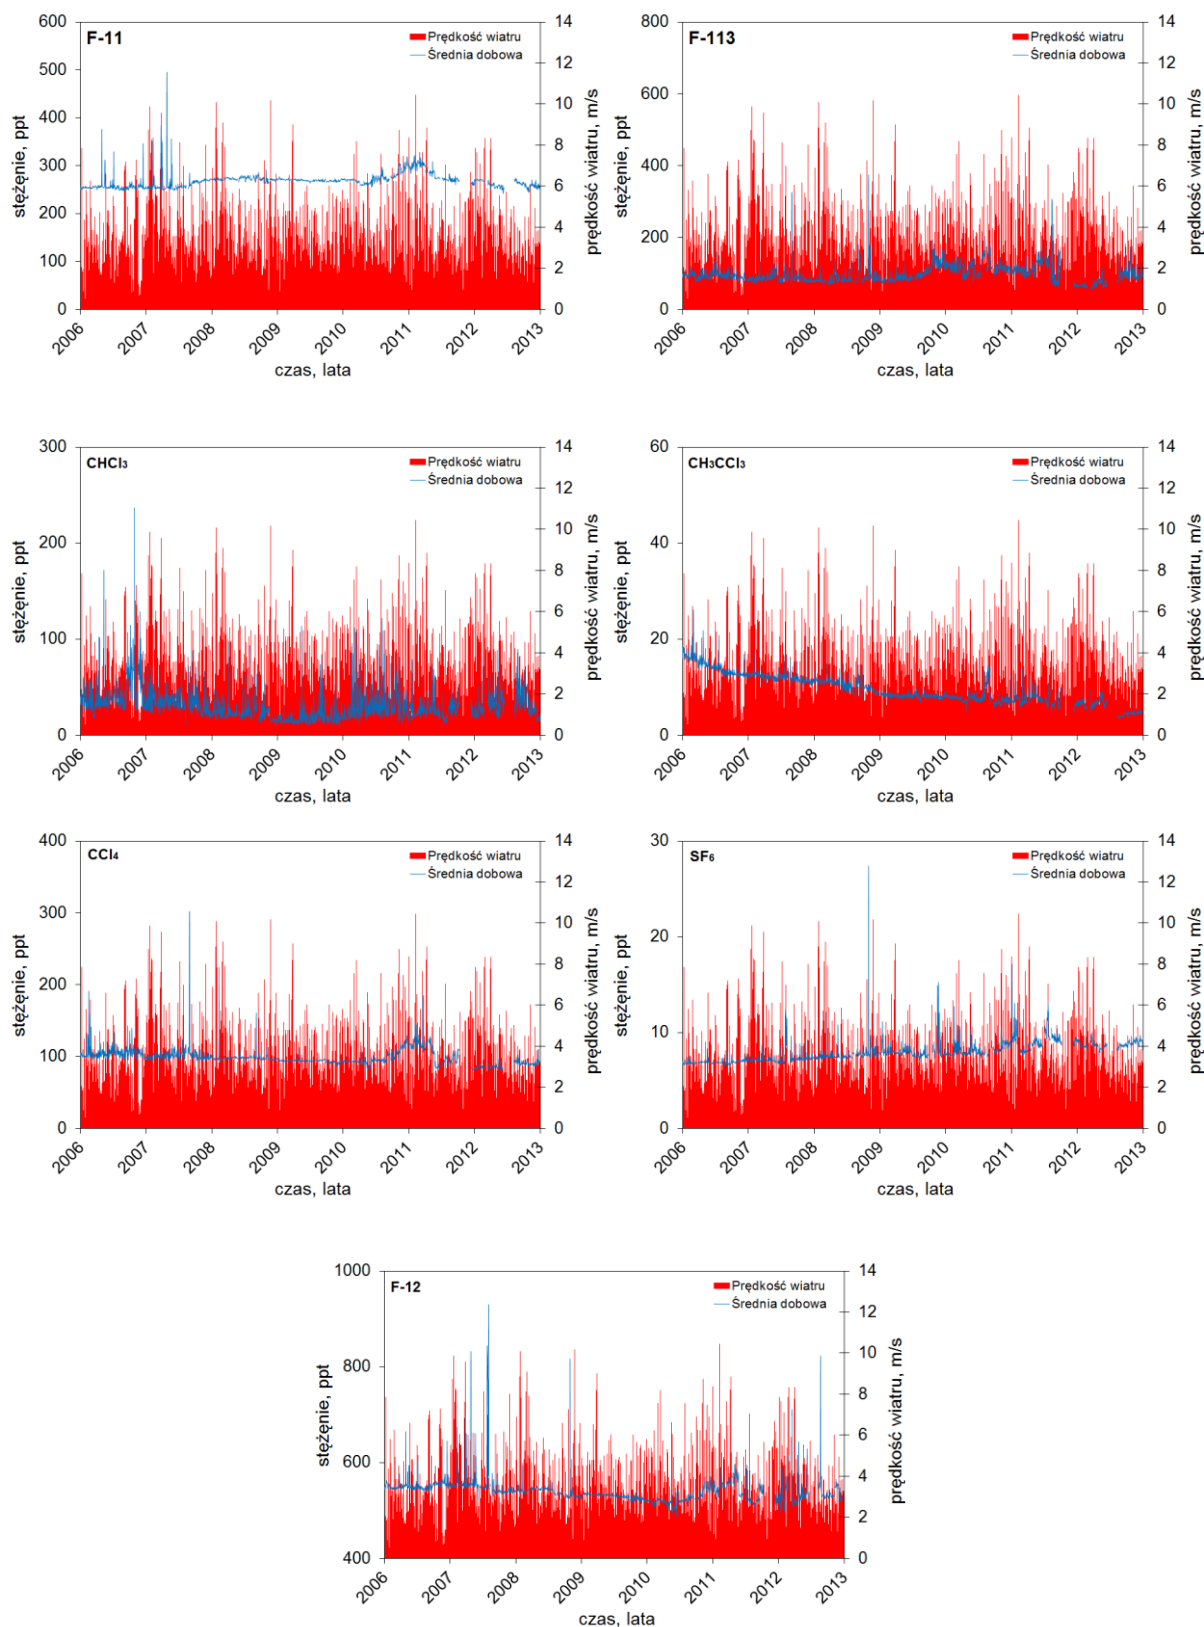 F-11
Prędkość wiatru
Średnia dobowa
stężenie, ppt
600
500
400
300
200
100
0
14
12
10
8
6
4
2
0
prędkość wiatru, m/s
2006 2007 2008 2009 2010 2011 2012 2013
czas, lata
F-113
Prędkość wiatru
Średnia dobowa
stężenie, ppt
800
600
400
200
0
14
12
10
8
6
4
2
0
prędkość wiatru, m/s
2006 2007 2008 2009 2010 2011 2012 2013
czas, lata
CHCl₃
Prędkość wiatru
Średnia dobowa
stężenie, ppt
300
200
100
0
14
12
10
8
6
4
2
0
prędkość wiatru, m/s
2006 2007 2008 2009 2010 2011 2012 2013
czas, lata
CH₃CCl₃
Prędkość wiatru
Średnia dobowa
stężenie, ppt
60
40
20
0
14
12
10
8
6
4
2
0
prędkość wiatru, m/s
2006 2007 2008 2009 2010 2011 2012 2013
czas, lata
CCl₄
Prędkość wiatru
Średnia dobowa
stężenie, ppt
400
300
200
100
0
14
12
10
8
6
4
2
0
prędkość wiatru, m/s
2006 2007 2008 2009 2010 2011 2012 2013
czas, lata
SF₆
Prędkość wiatru
Średnia dobowa
stężenie, ppt
30
20
10
0
14
12
10
8
6
4
2
0
prędkość wiatru, m/s
2006 2007 2008 2009 2010 2011 2012 2013
czas, lata
F-12
Prędkość wiatru
Średnia dobowa
stężenie, ppt
1000
800
600
400
14
12
10
8
6
4
2
0
prędkość wiatru, m/s
2006 2007 2008 2009 2010 2011 2012 2013
czas, lata